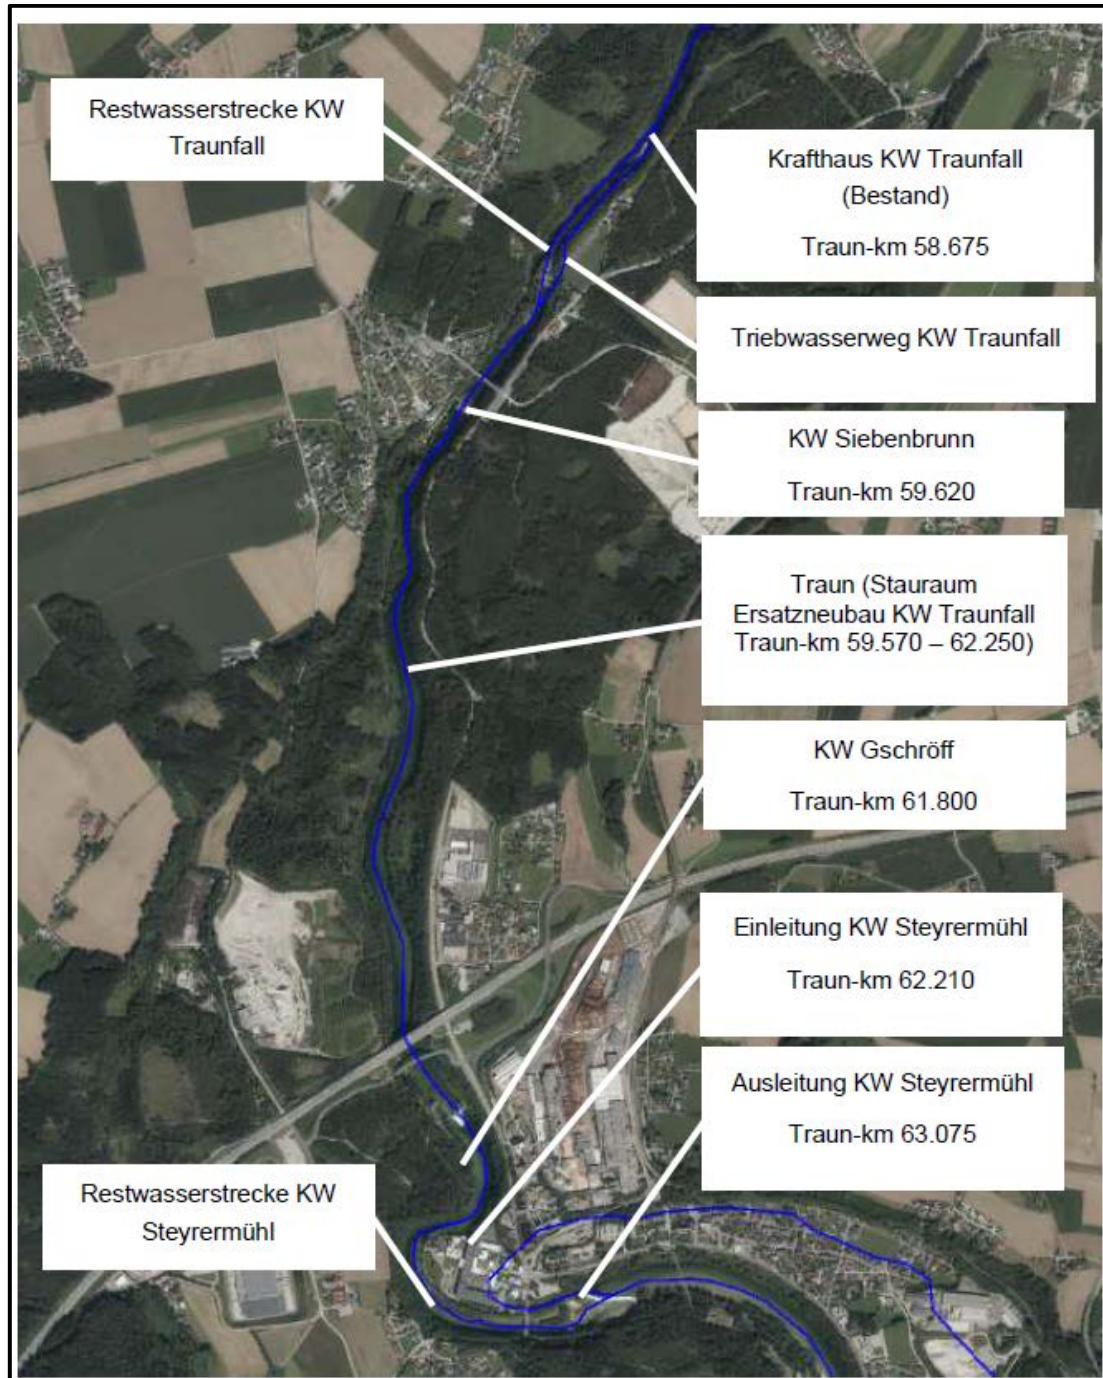 Restwasserstrecke KW
Traunfall
Krafthaus KW Traunfall
(Bestand)
Traun-km 58.675
Triebwasserweg KW Traunfall
KW Siebenbrunn
Traun-km 59.620
Traun (Stauraum
Ersatzneubau KW Traunfall
Traun-km 59.570 – 62.250)
KW Gschröff
Traun-km 61.800
Einleitung KW Steyrermühl
Traun-km 62.210
Ausleitung KW Steyrermühl
Traun-km 63.075
Restwasserstrecke KW
Steyrermühl